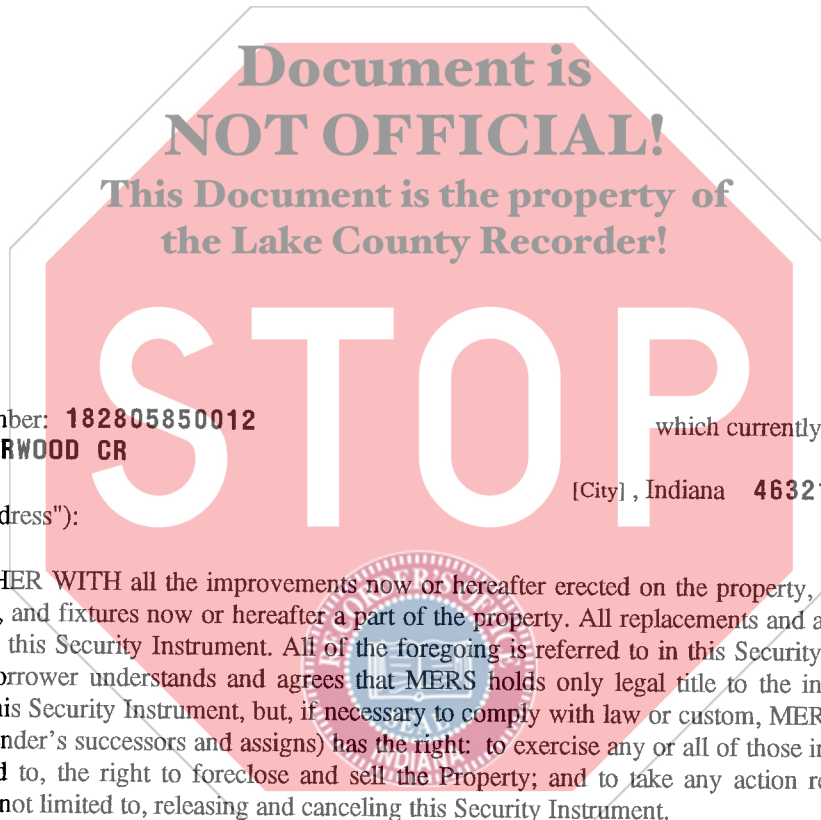 Document is
NOT OFFICIAL!
This Document is the property of
the Lake County Recorder!
STOP
mber: 182805850012 which currently
RWOOD CR
[City] , Indiana 46321
dress"):
HER WITH all the improvements now or hereafter erected on the property,
, and fixtures now or hereafter a part of the property. All replacements and a
this Security Instrument. All of the foregoing is referred to in this Security
orrower understands and agrees that MERS holds only legal title to the in
his Security Instrument, but, if necessary to comply with law or custom, MER
nder's successors and assigns) has the right: to exercise any or all of those in
d to, the right to foreclose and sell the Property; and to take any action re
not limited to, releasing and canceling this Security Instrument.
RECORDER'S OFFICE
INDIANA